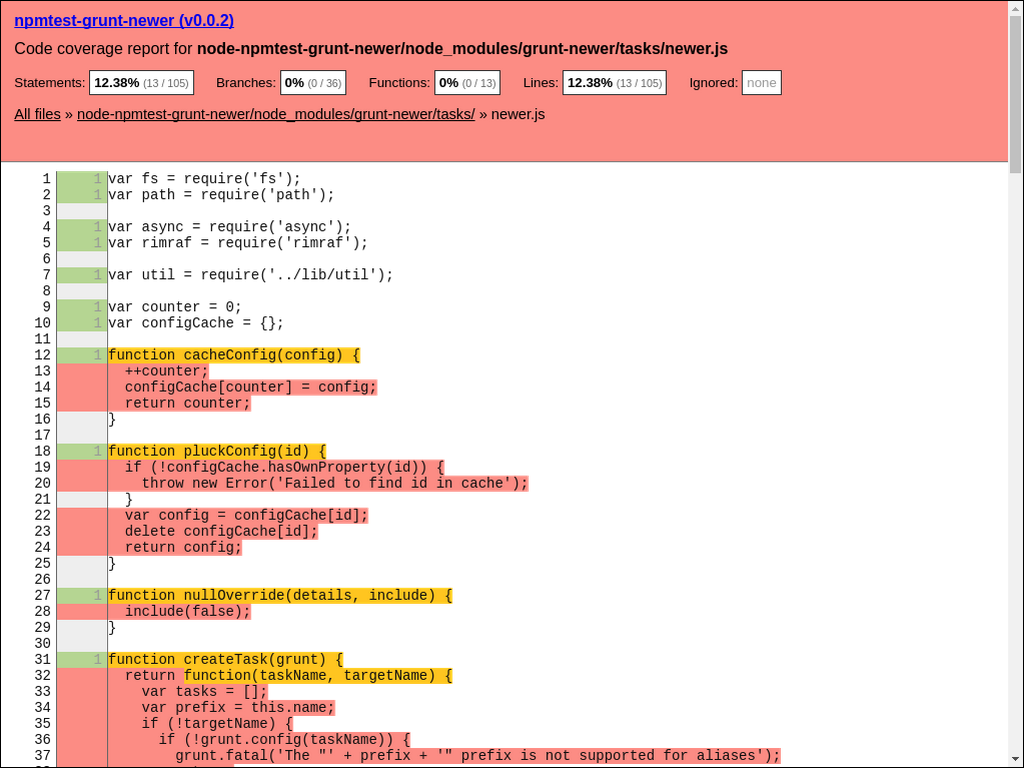 npmtest-grunt-newer (v0.0.2)
Code coverage report for node-npmtest-grunt-newer/node_modules/grunt-newer/tasks/newer.js
Statements: 12.38% (13 / 105) Branches: 0% (0 / 36) Functions: 0% (0 / 13) Lines: 12.38% (13 / 105) Ignored: none
All files » node-npmtest-grunt-newer/node_modules/grunt-newer/tasks/ » newer.js
1 1 var fs = require('fs');
2 1 var path = require('path');
3
4 1 var async = require('async');
5 1 var rimraf = require('rimraf');
6
7 1 var util = require('../lib/util');
8
9 1 var counter = 0;
10 1 var configCache = {};
11
12 1 function cacheConfig(config) {
13   ++counter;
14   configCache[counter] = config;
15   return counter;
16 }
17
18 1 function pluckConfig(id) {
19   if (!configCache.hasOwnProperty(id)) {
20     throw new Error('Failed to find id in cache');
21   }
22   var config = configCache[id];
23   delete configCache[id];
24   return config;
25 }
26
27 1 function nullOverride(details, include) {
28   include(false);
29 }
30
31 1 function createTask(grunt) {
32   return function(taskName, targetName) {
33     var tasks = [];
34     var prefix = this.name;
35     if (!targetName) {
36       if (!grunt.config(taskName)) {
37         grunt.fatal('The "' + prefix + '" prefix is not supported for aliases');